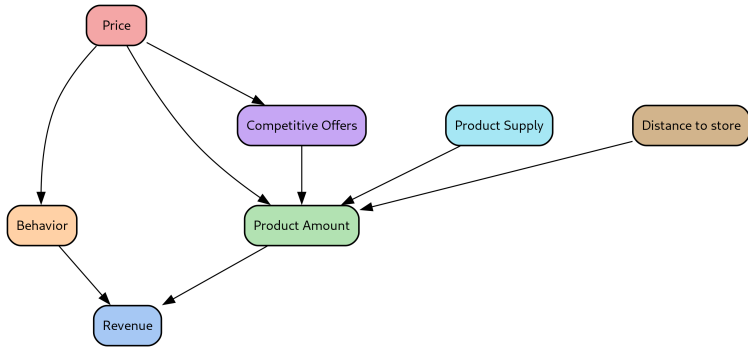 Price
Competitive Offers
Product Supply
Distance to store
Behavior
Product Amount
Revenue